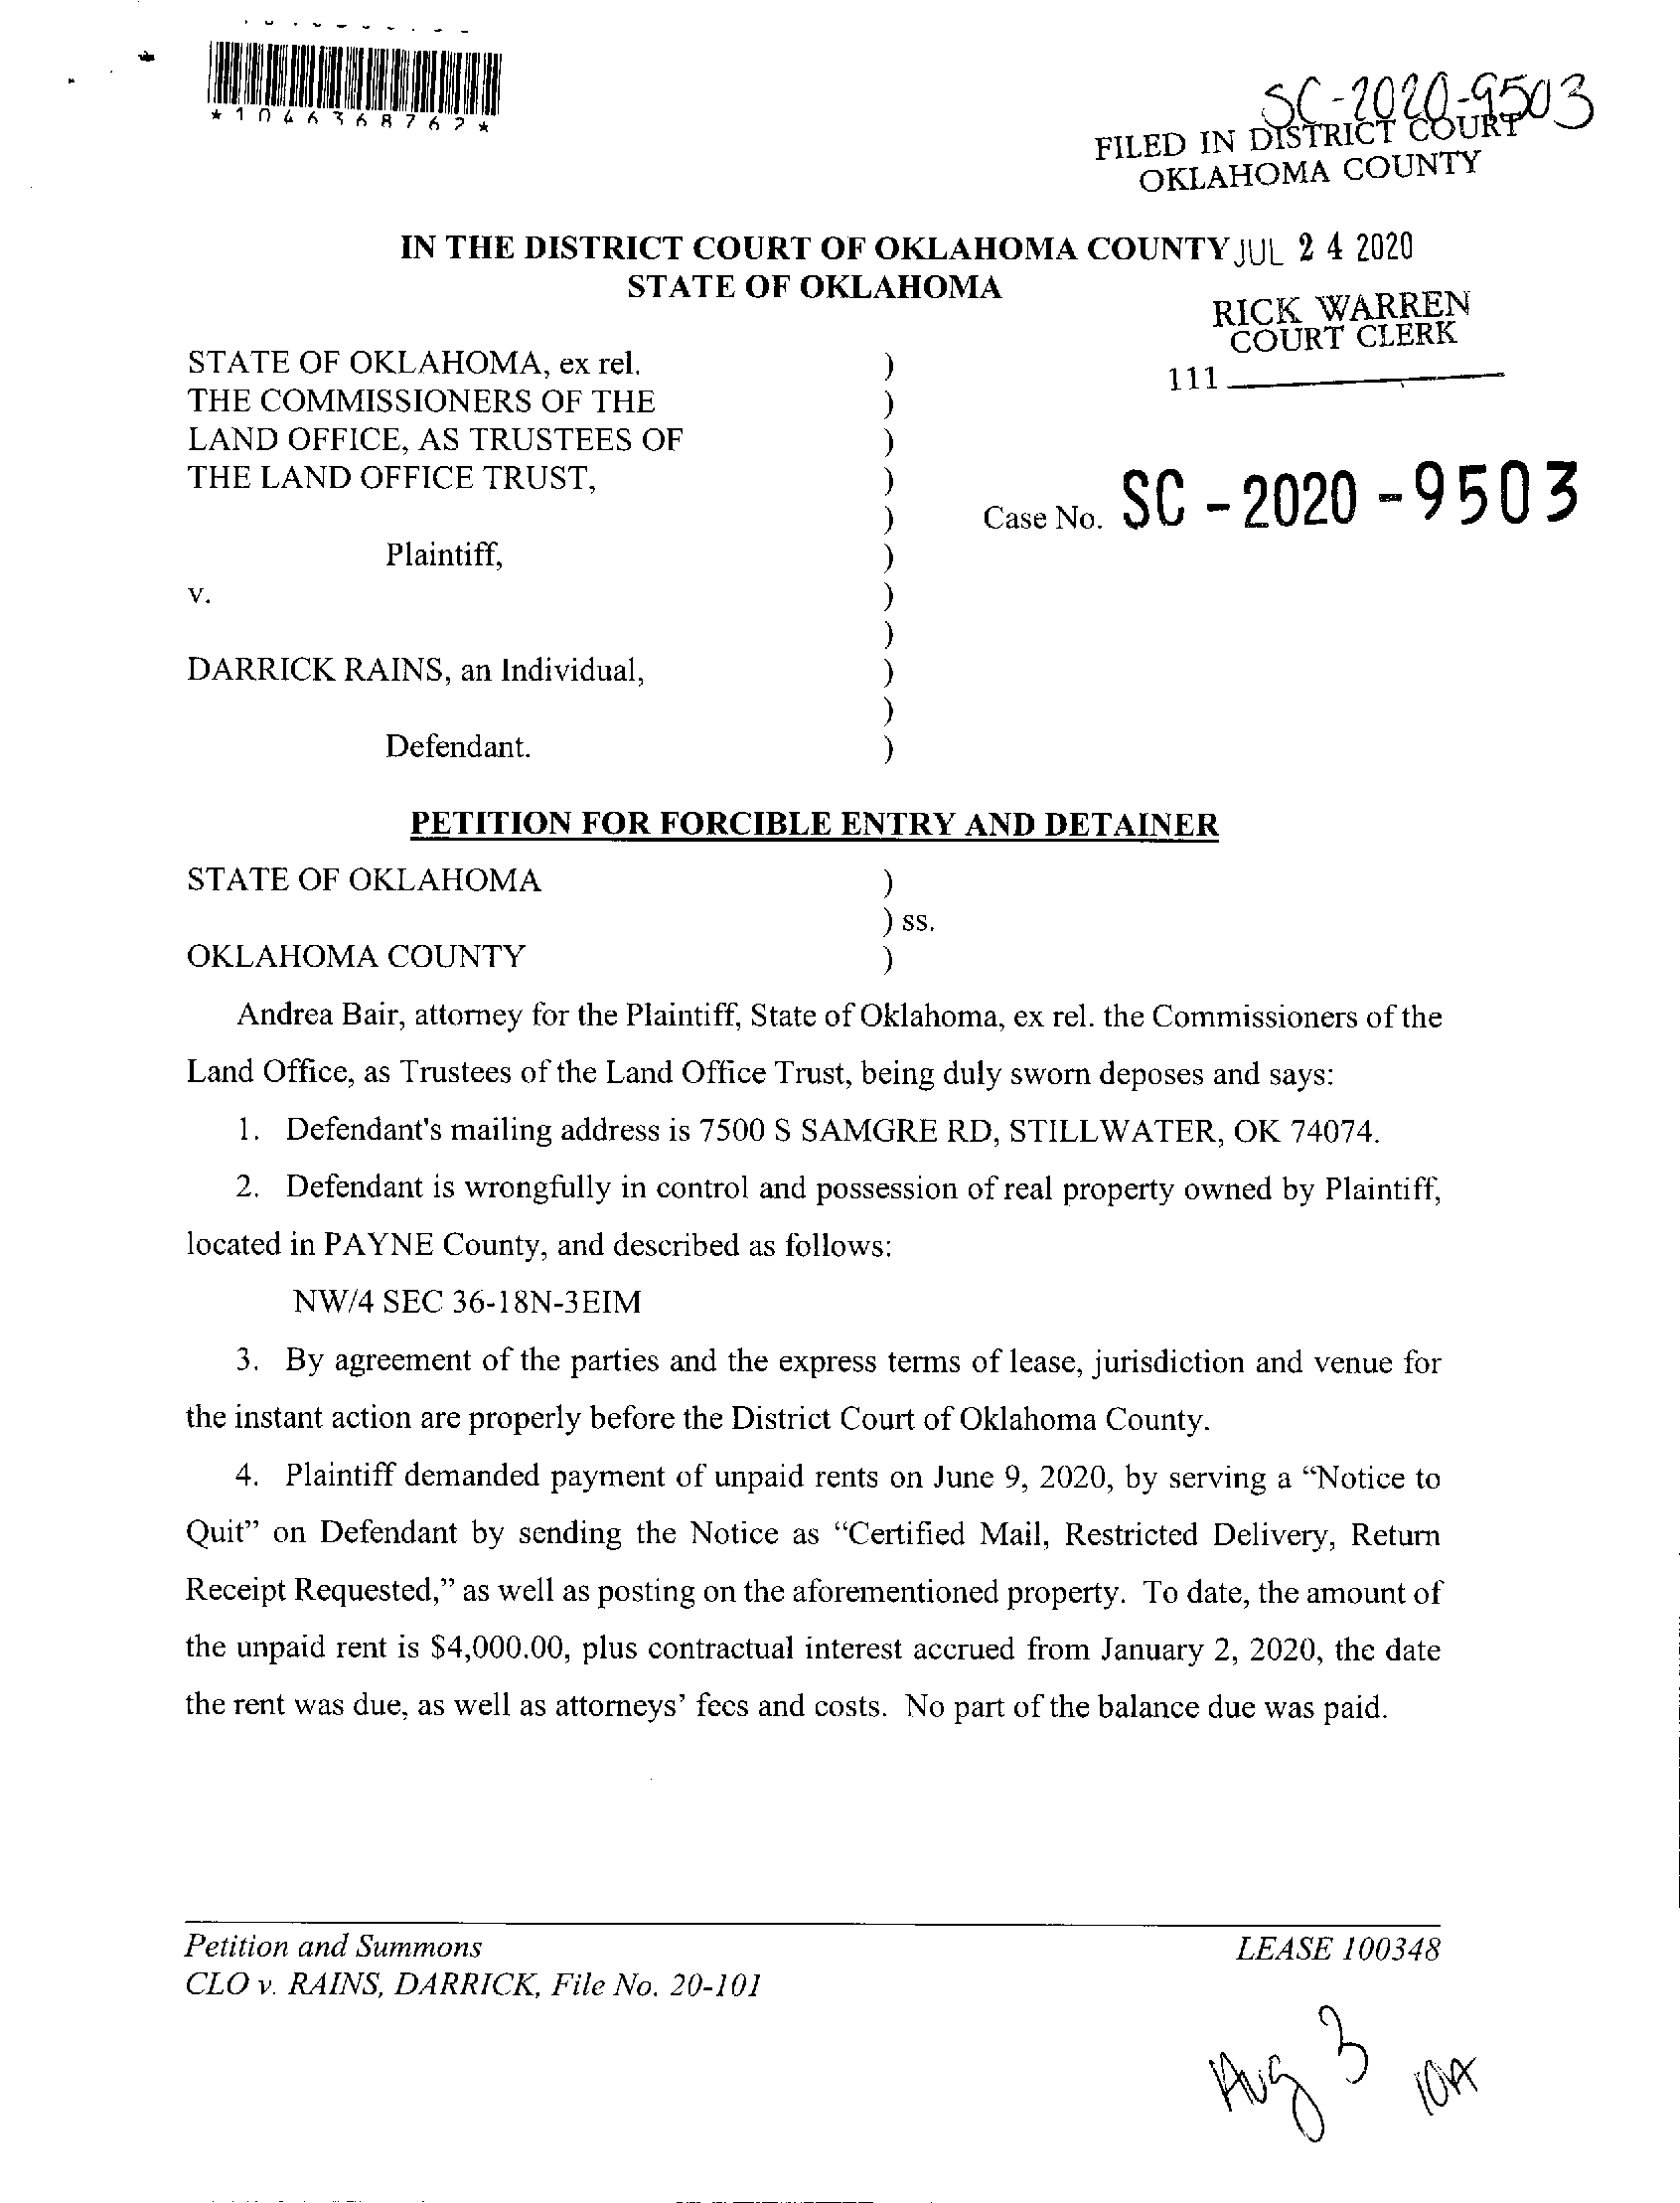 *1046368762*
SC-2020-9503
FILED IN DISTRICT COURT
OKLAHOMA COUNTY
IN THE DISTRICT COURT OF OKLAHOMA COUNTY JUL 24 2020
STATE OF OKLAHOMA
RICK WARREN
COURT CLERK
111
STATE OF OKLAHOMA, ex rel. )
THE COMMISSIONERS OF THE )
LAND OFFICE, AS TRUSTEES OF )
THE LAND OFFICE TRUST, )
) Case No. SC-2020-9503
Plaintiff, )
v. )
)
DARRICK RAINS, an Individual, )
)
Defendant. )
PETITION FOR FORCIBLE ENTRY AND DETAINER
STATE OF OKLAHOMA )
) ss.
OKLAHOMA COUNTY )
Andrea Bair, attorney for the Plaintiff, State of Oklahoma, ex rel. the Commissioners of the
Land Office, as Trustees of the Land Office Trust, being duly sworn deposes and says:
1. Defendant's mailing address is 7500 S SAMGRE RD, STILLWATER, OK 74074.
2. Defendant is wrongfully in control and possession of real property owned by Plaintiff,
located in PAYNE County, and described as follows:
NW/4 SEC 36-18N-3EIM
3. By agreement of the parties and the express terms of lease, jurisdiction and venue for
the instant action are properly before the District Court of Oklahoma County.
4. Plaintiff demanded payment of unpaid rents on June 9, 2020, by serving a “Notice to
Quit” on Defendant by sending the Notice as “Certified Mail, Restricted Delivery, Return
Receipt Requested,” as well as posting on the aforementioned property. To date, the amount of
the unpaid rent is $4,000.00, plus contractual interest accrued from January 2, 2020, the date
the rent was due, as well as attorneys’ fees and costs. No part of the balance due was paid.
Petition and Summons LEASE 100348
CLO v. RAINS, DARRICK, File No. 20-101
Aug 3 10A